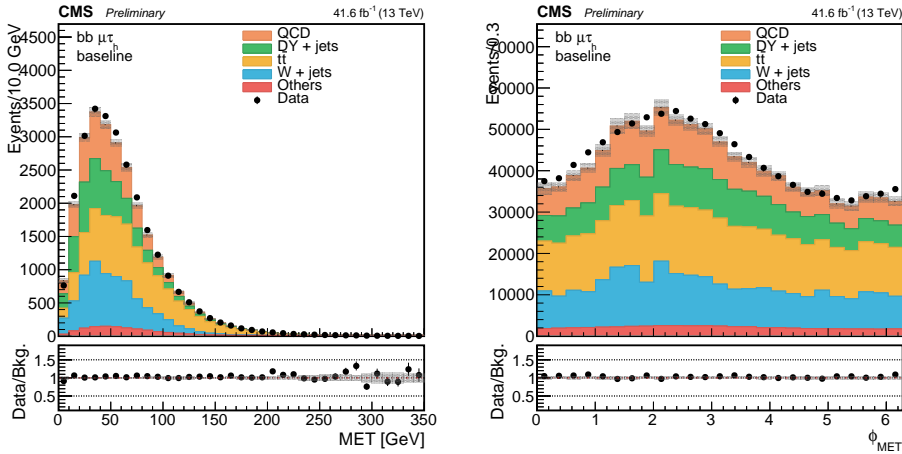 CMS Preliminary 41.6 fb⁻¹ (13 TeV)
Events/10.0 GeV
4500
4000
3500
3000
2500
2000
1500
1000
500
0
bb μτ_h
baseline
QCD
DY + jets
tt
W + jets
Others
Data
Data/Bkg.
1.5
1
0.5
0 50 100 150 200 250 300 350
MET [GeV]
CMS Preliminary 41.6 fb⁻¹ (13 TeV)
Events/0.3
70000
60000
50000
40000
30000
20000
10000
0
bb μτ_h
baseline
QCD
DY + jets
tt
W + jets
Others
Data
Data/Bkg.
1.5
1
0.5
0 1 2 3 4 5 6
ϕ_MET